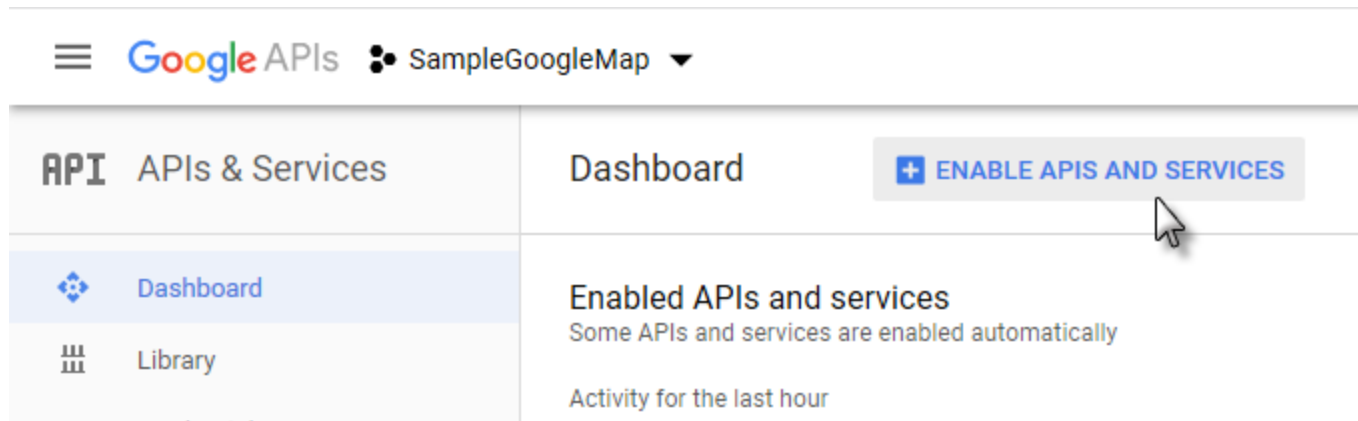 Google APIs SampleGoogleMap
API APIs & Services
Dashboard
ENABLE APIS AND SERVICES
Dashboard
Library
Enabled APIs and services
Some APIs and services are enabled automatically
Activity for the last hour